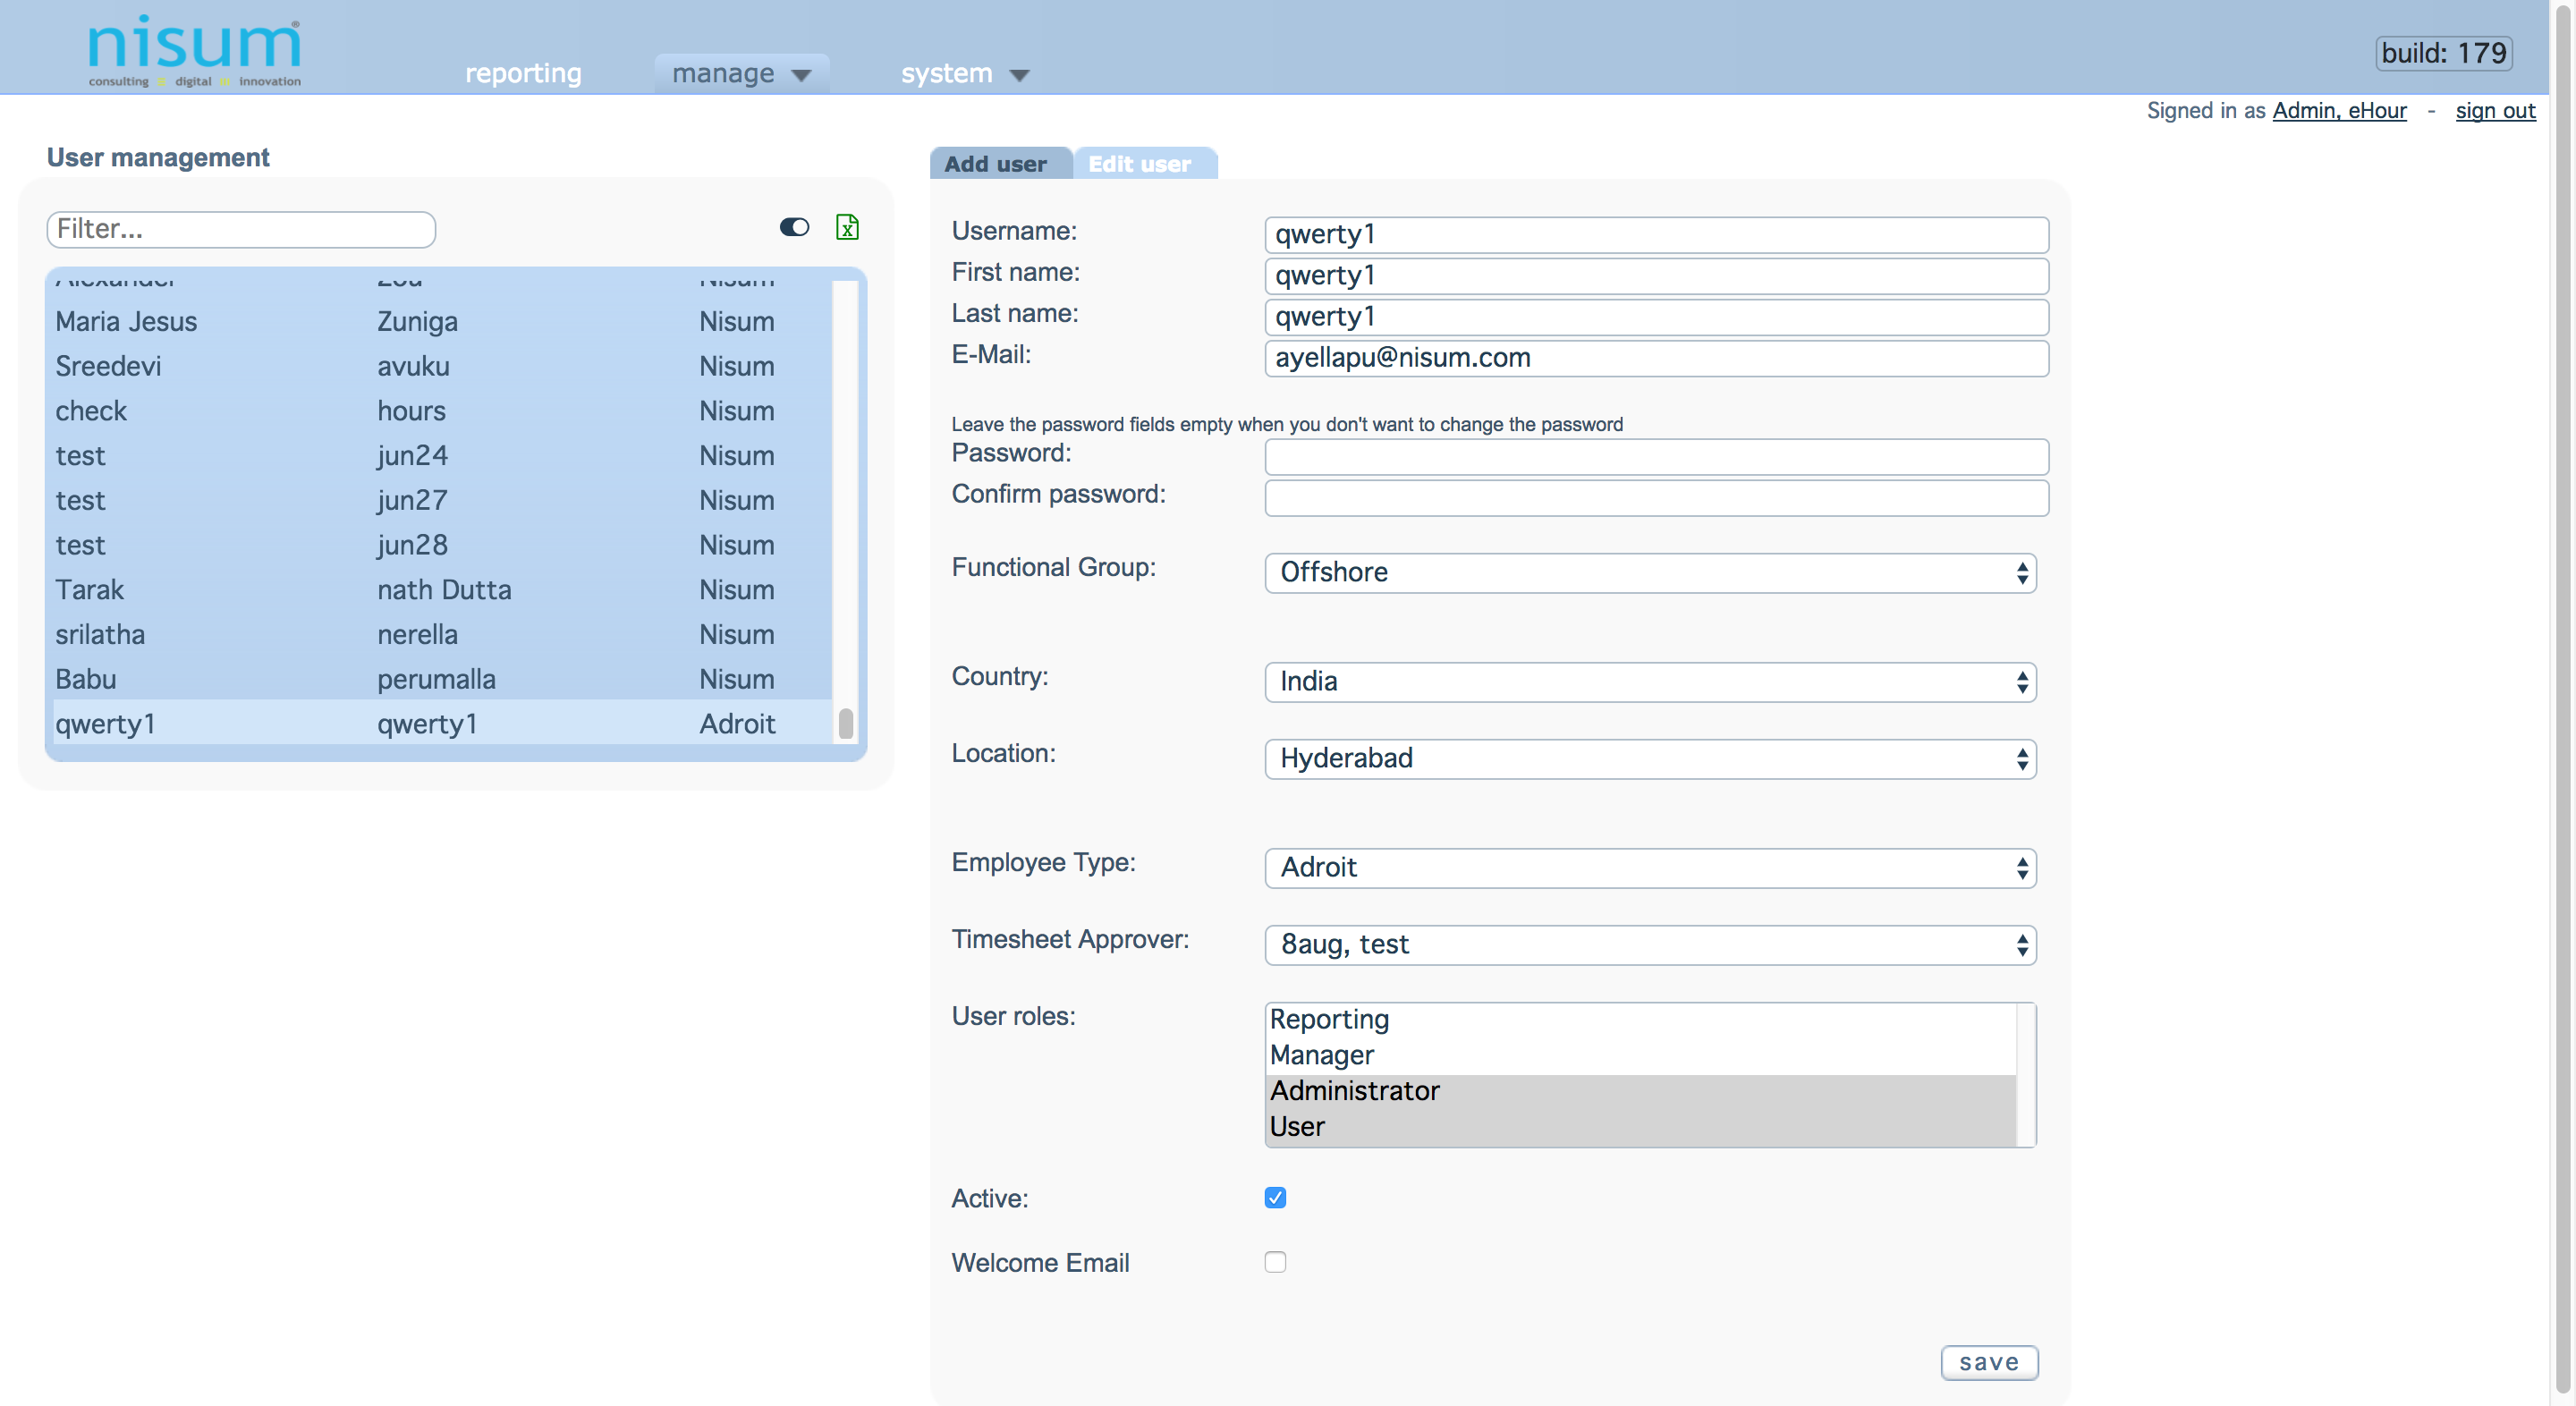 nisum
consulting digital innovation
reporting
manage
system
build: 179
Signed in as Admin, eHour - sign out
User management
Filter...
Alexander Zou Nisum
Maria Jesus Zuniga Nisum
Sreedevi avuku Nisum
check hours Nisum
test jun24 Nisum
test jun27 Nisum
test jun28 Nisum
Tarak nath Dutta Nisum
srilatha nerella Nisum
Babu perumalla Nisum
qwerty1 qwerty1 Adroit
Add user
Edit user
Username: qwerty1
First name: qwerty1
Last name: qwerty1
E-Mail: ayellapu@nisum.com
Leave the password fields empty when you don't want to change the password
Password:
Confirm password:
Functional Group: Offshore
Country: India
Location: Hyderabad
Employee Type: Adroit
Timesheet Approver: 8aug, test
User roles: Reporting
Manager
Administrator
User
Active:
Welcome Email
save